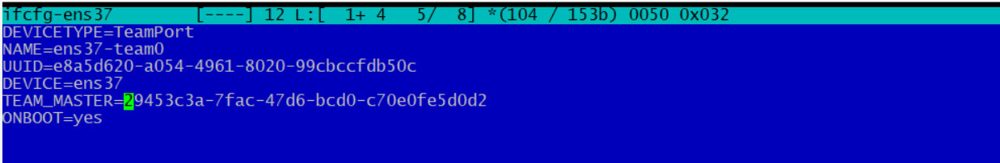 ifcfg-ens37 [----] 12 L:[ 1+ 4 5/ 8] *(104 / 153b) 0050 0x032
DEVICETYPE=TeamPort
NAME=ens37-team0
UUID=e8a5d620-a054-4961-8020-99cbccfdb50c
DEVICE=ens37
TEAM_MASTER=29453c3a-7fac-47d6-bcd0-c70e0fe5d0d2
ONBOOT=yes